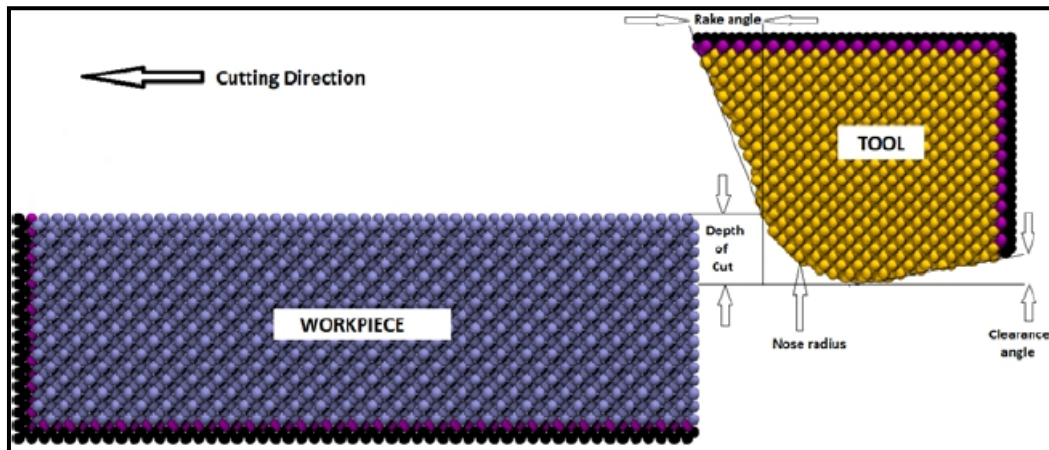 Rake angle
Cutting Direction
TOOL
Depth
of
Cut
WORKPIECE
Nose radius
Clearance
angle